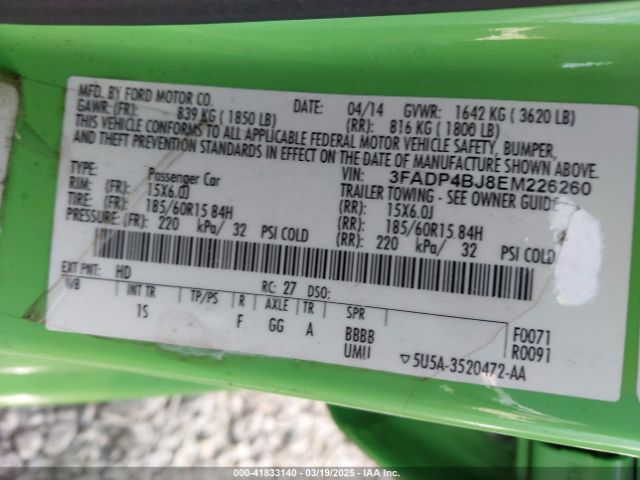 MFD. BY FORD MOTOR CO.
DATE: 04/14 GVWR: 1642 KG ( 3620 LB)
GAWR: (FR): 839 KG ( 1850 LB) (RR): 816 KG ( 1800 LB)
THIS VEHICLE CONFORMS TO ALL APPLICABLE FEDERAL MOTOR VEHICLE SAFETY, BUMPER,
AND THEFT PREVENTION STANDARDS IN EFFECT ON THE DATE OF MANUFACTURE SHOWN ABOVE.
VIN: 3FADP4BJ8EM226260
TYPE: Passenger Car TRAILER TOWING - SEE OWNER GUIDE
RIM: (FR): 15X6.0J (RR): 15X6.0J
TIRE: (FR): 185/60R15 84H (RR): 185/60R15 84H
PRESSURE: (FR): 220 kPa/ 32 PSI COLD (RR): 220 kPa/ 32 PSI COLD
EXT PNT: HD RC: 27 DSO:
WB INT TR TP/PS R AXLE TR SPR
1S F GG A BBBB F0071
UMII R0091
5U5A-3520472-AA
000-41833140 - 03/19/2025 - IAA Inc.